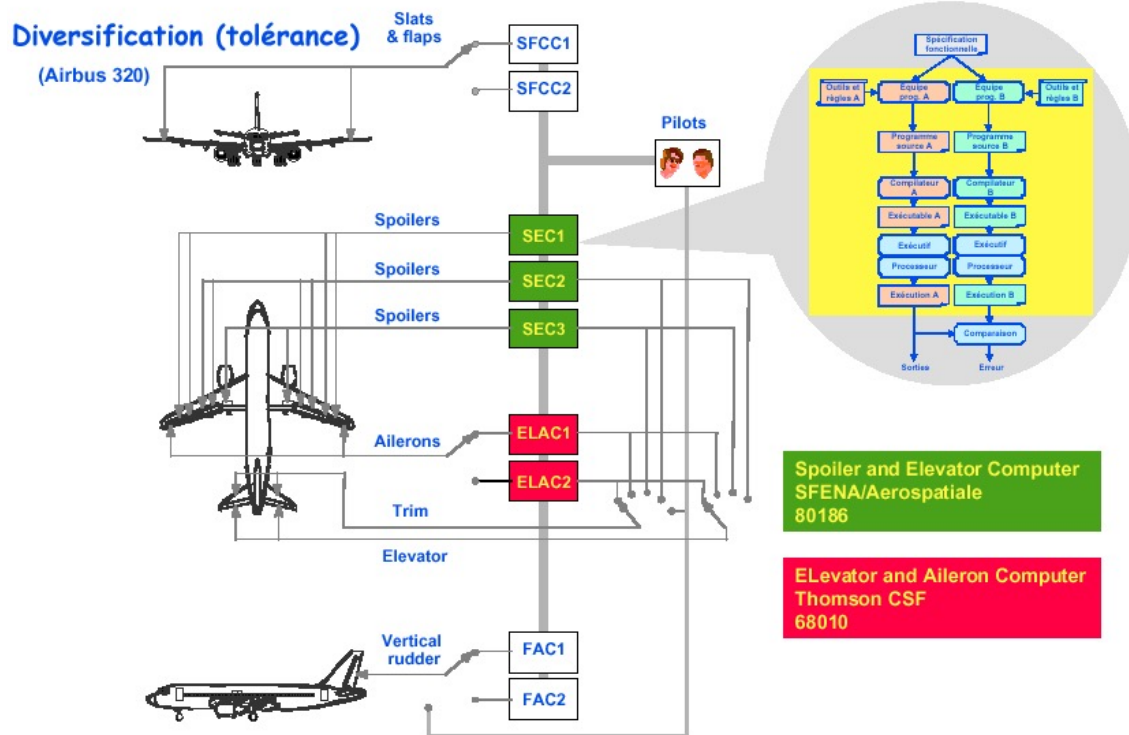 Diversification (tolérance)
(Airbus 320)
Slats
& flaps
SFCC1
SFCC2
Pilots
Spoilers
SEC1
Spoilers
SEC2
Spoilers
SEC3
Ailerons
ELAC1
ELAC2
Trim
Elevator
Vertical
rudder
FAC1
FAC2
Spécification
fonctionnelle
Outils et
règles A
Equipe
prog. A
Equipe
prog. B
Outils et
règles B
Programme
source A
Programme
source B
Compilateur
A
Compilateur
B
Exécutable A
Exécutable B
Exécutif
Exécutif
Processeur
Processeur
Exécution A
Exécution B
Comparaison
Sorties
Erreur
Spoiler and Elevator Computer
SFENA/Aerospatiale
80186
ELevator and Aileron Computer
Thomson CSF
68010